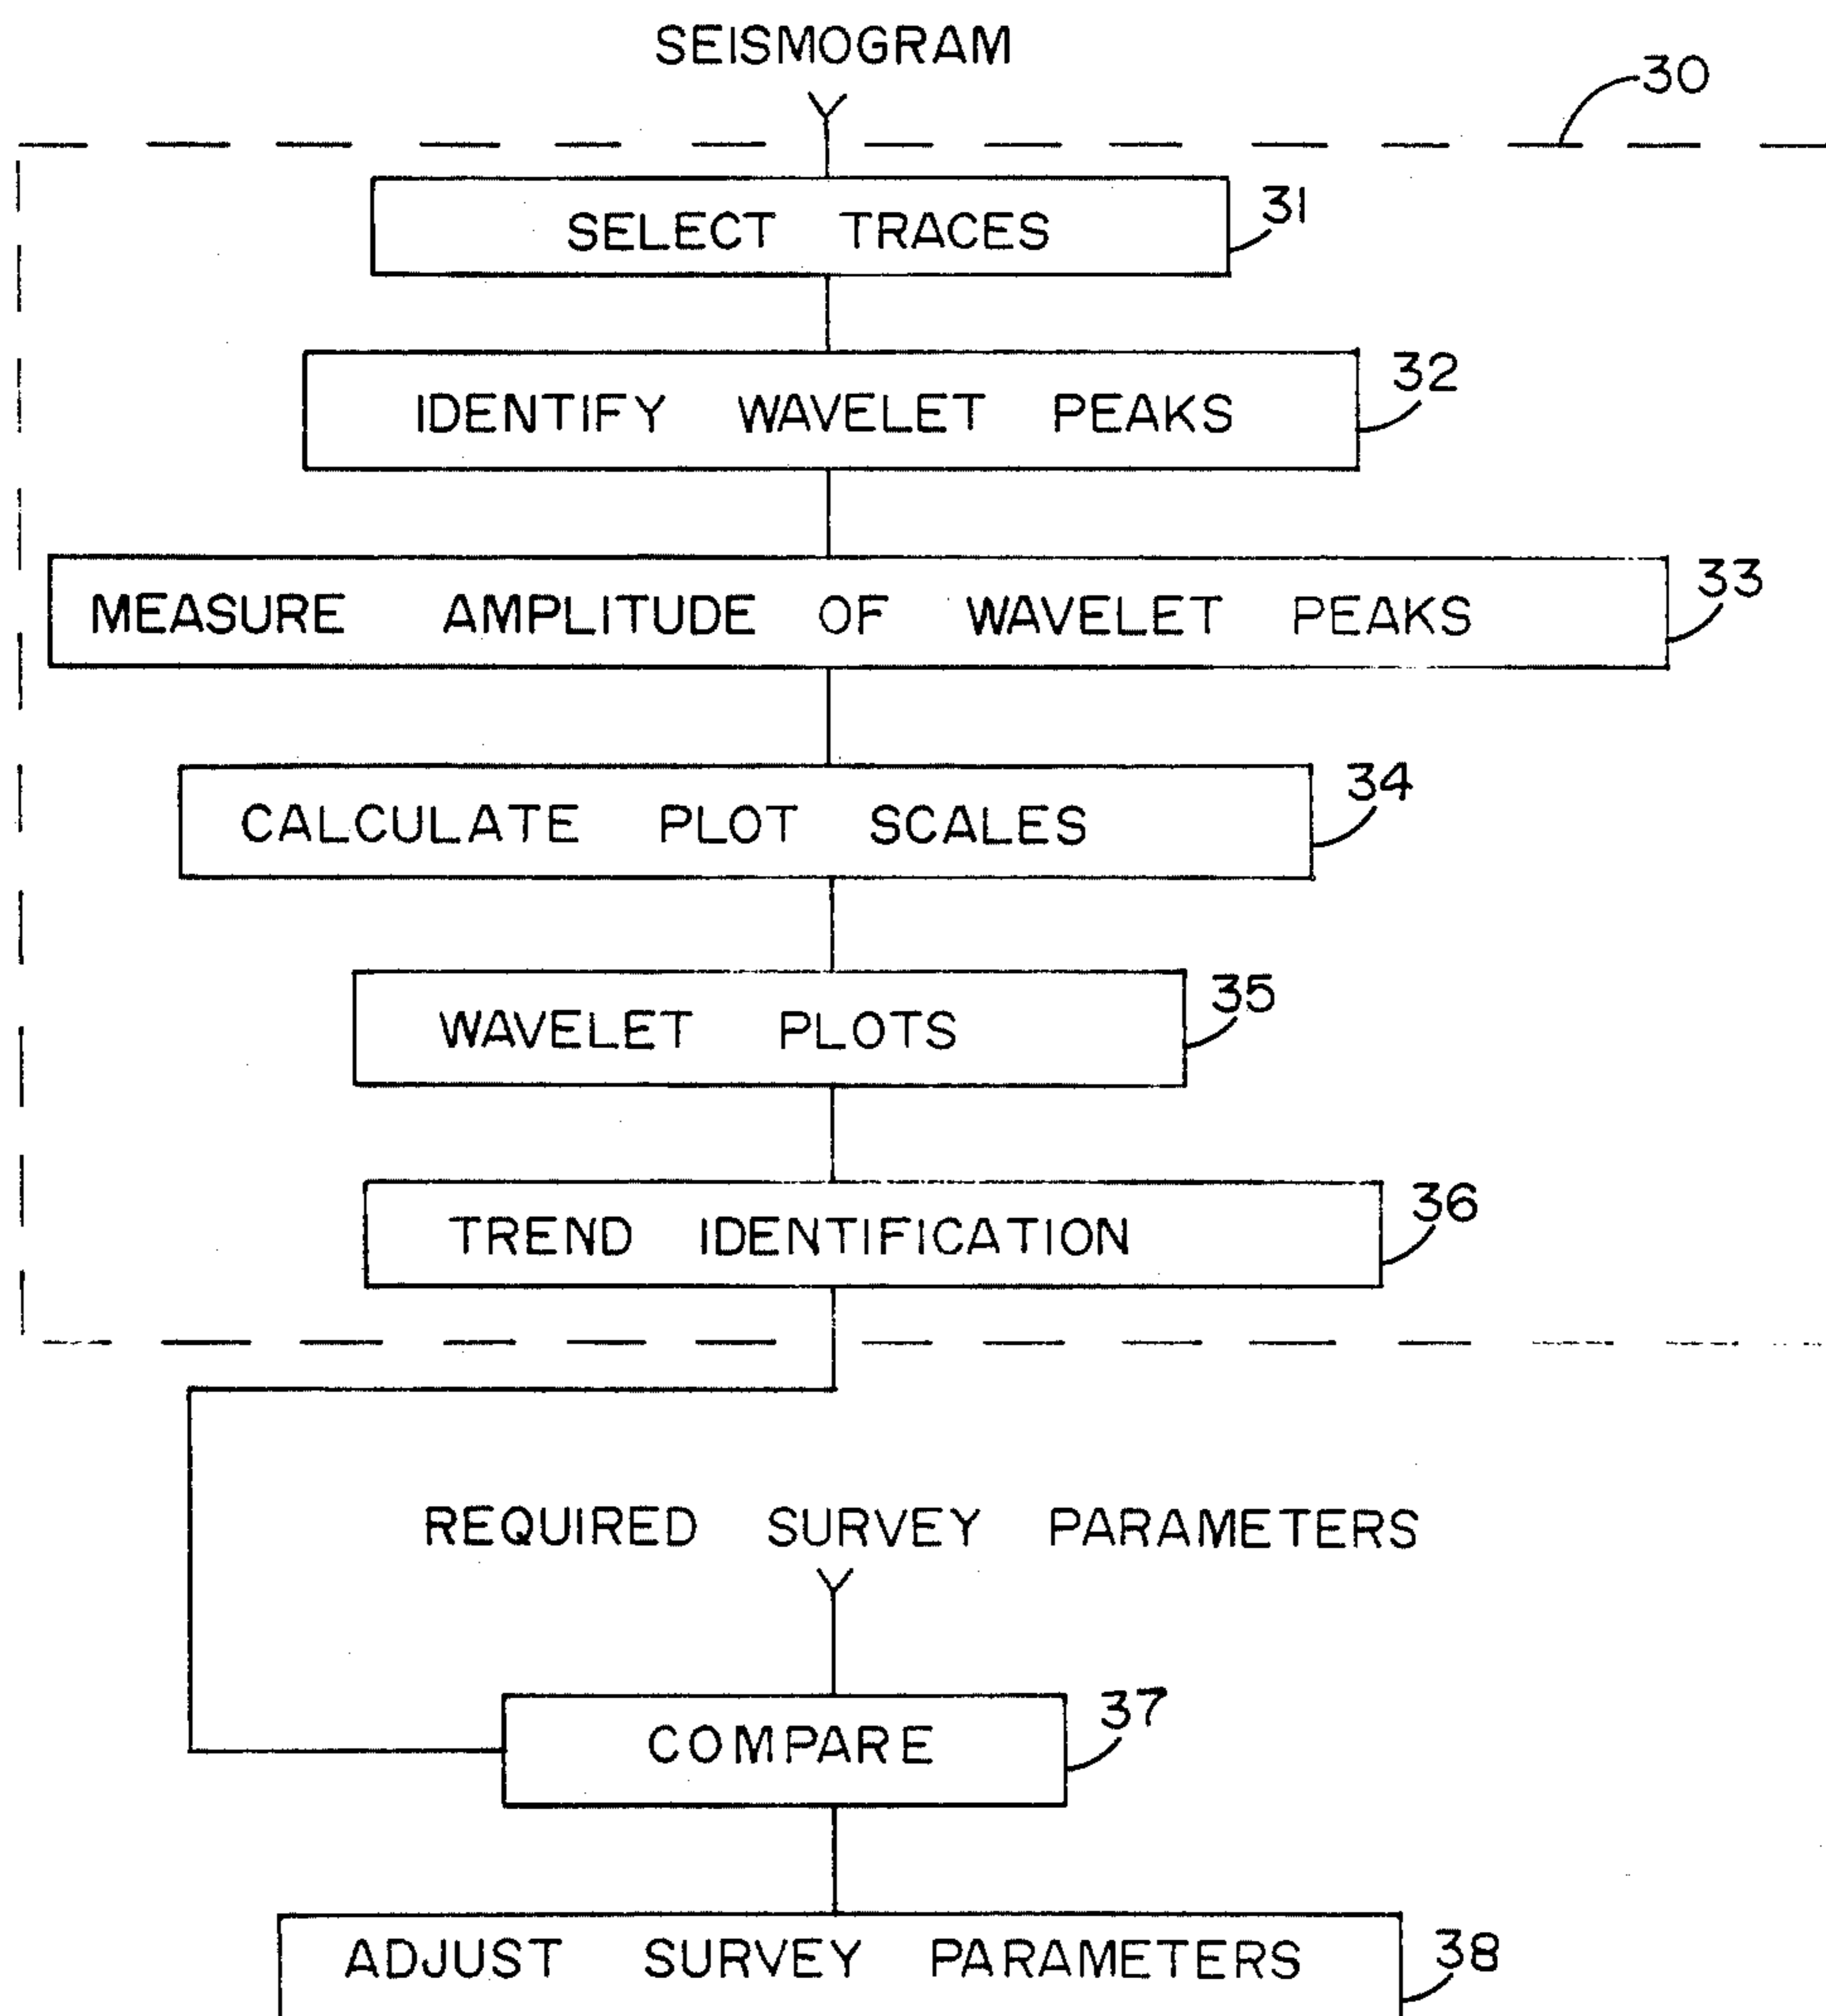 SEISMOGRAM
30
SELECT TRACES
31
IDENTIFY WAVELET PEAKS
32
MEASURE AMPLITUDE OF WAVELET PEAKS
33
CALCULATE PLOT SCALES
34
WAVELET PLOTS
35
TREND IDENTIFICATION
36
REQUIRED SURVEY PARAMETERS
COMPARE
37
ADJUST SURVEY PARAMETERS
38